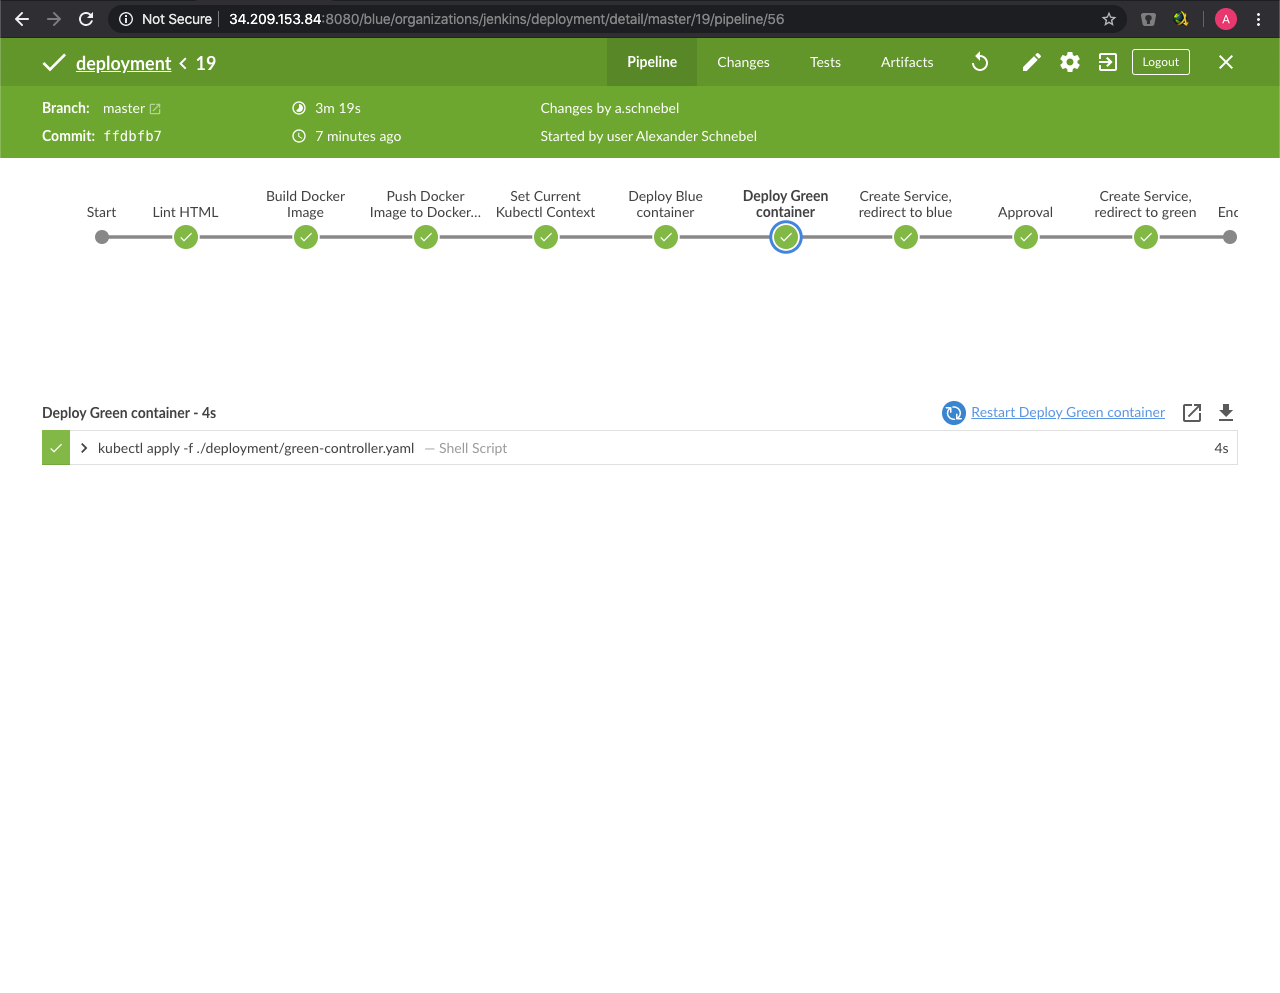 Not Secure 34.209.153.84:8080/blue/organizations/jenkins/deployment/detail/master/19/pipeline/56
A
deployment < 19
Pipeline Changes Tests Artifacts Logout
Branch: master 3m 19s Changes by a.schnebel
Commit: ffdbfb7 7 minutes ago Started by user Alexander Schnebel
Start
Lint HTML
Build Docker
Image
Push Docker
Image to Docker...
Set Current
Kubectl Context
Deploy Blue
container
Deploy Green
container
Create Service,
redirect to blue
Approval
Create Service,
redirect to green
Deploy Green container - 4s Restart Deploy Green container
kubectl apply -f ./deployment/green-controller.yaml — Shell Script 4s